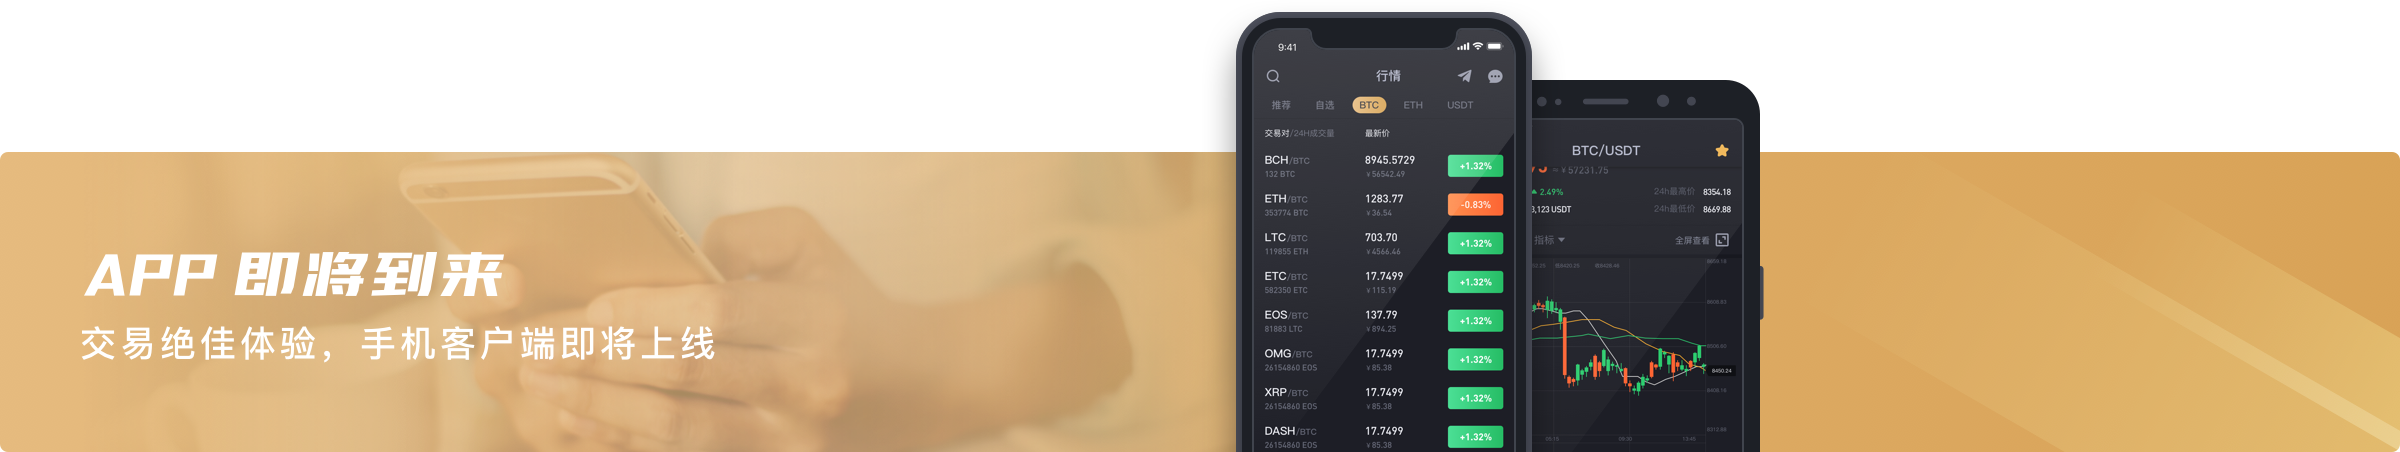 APP 即将到来
交易绝佳体验，手机客户端即将上线
9:41
行情
推荐 自选 BTC ETH USDT
交易对/24H成交量 最新价
BCH/BTC 8945.5729 +1.32%
132 BTC ￥56542.49
ETH/BTC 1283.77 -0.83%
353774 BTC ￥36.54
LTC/BTC 703.70 +1.32%
119855 ETH ￥4566.46
ETC/BTC 17.7499 +1.32%
582350 ETC ￥115.19
EOS/BTC 137.79 +1.32%
81883 LTC ￥894.25
OMG/BTC 17.7499 +1.32%
26154860 EOS ￥85.38
XRP/BTC 17.7499 +1.32%
26154860 EOS ￥85.38
DASH/BTC 17.7499 +1.32%
26154860 EOS ￥85.38
BTC/USDT
≈ ￥57231.75
2.49% 24h最高价 8354.18
3,123 USDT 24h最低价 8669.88
指标 全屏查看
8450.24